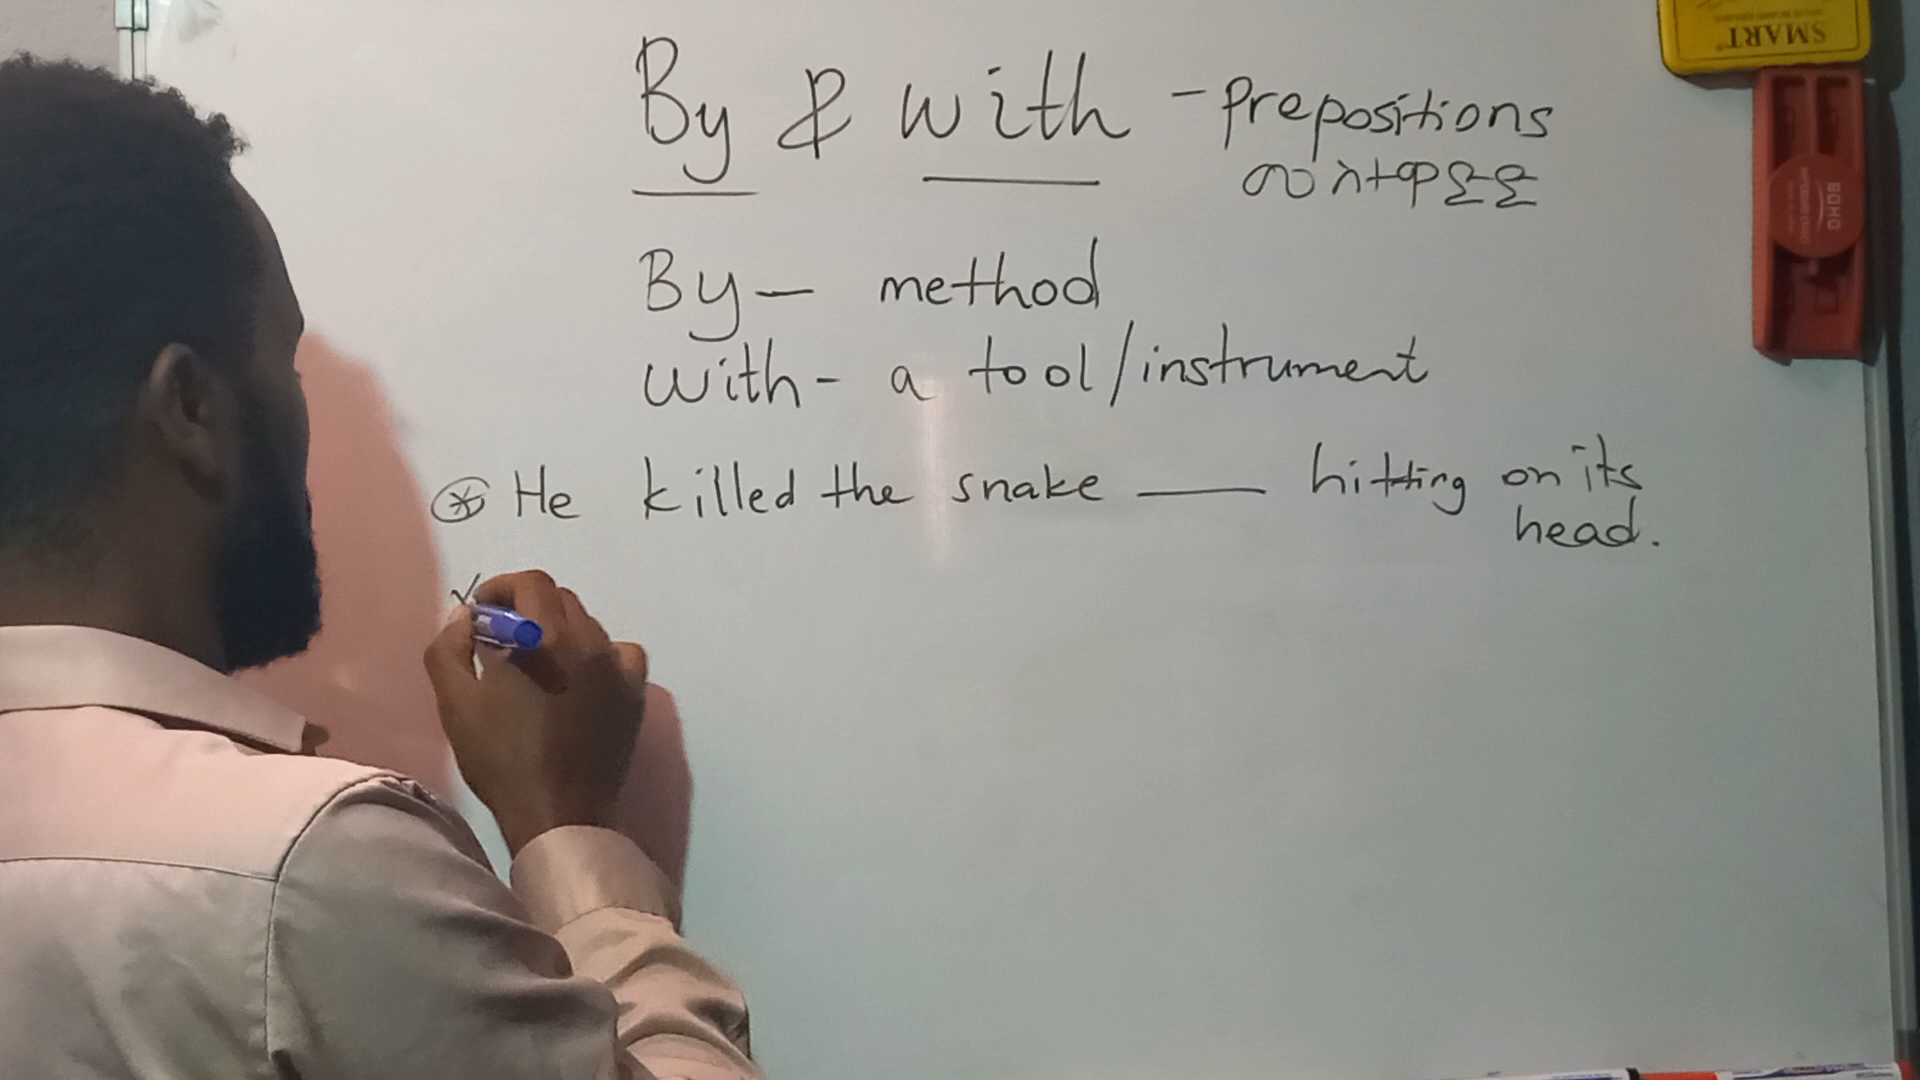 By & with - prepositions
መስተዋድድ
By - method
with - a tool/instrument
He killed the snake ____ hitting on its
head.
SMART
BOHO